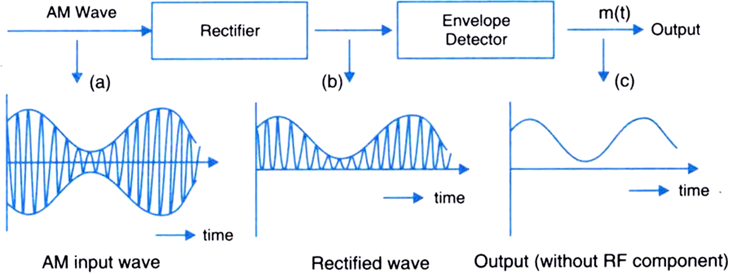 AM Wave
Rectifier
Envelope
Detector
m(t)
Output
(a)
(b)
(c)
time
time
time
AM input wave
Rectified wave
Output (without RF component)